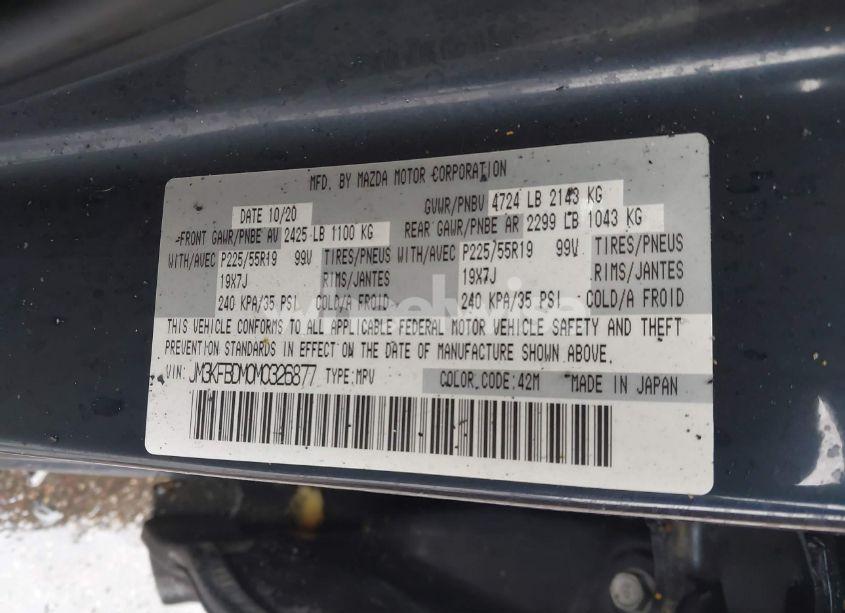 MFD. BY MAZDA MOTOR CORPORATION
DATE 10/20 GVWR/PNBV 4724 LB 2143 KG
FRONT GAWR/PNBE AV 2425 LB 1100 KG REAR GAWR/PNBE AR 2299 LB 1043 KG
WITH/AVEC P225/55R19 99V TIRES/PNEUS WITH/AVEC P225/55R19 99V TIRES/PNEUS
19X7J RIMS/JANTES 19X7J RIMS/JANTES
240 KPA/35 PSI COLD/A FROID 240 KPA/35 PSI COLD/A FROID
THIS VEHICLE CONFORMS TO ALL APPLICABLE FEDERAL MOTOR VEHICLE SAFETY AND THEFT
PREVENTION STANDARDS IN EFFECT ON THE DATE OF MANUFACTURE SHOWN ABOVE.
VIN: JM3KFBDM0M0326877 TYPE:MPV COLOR CODE:42M MADE IN JAPAN